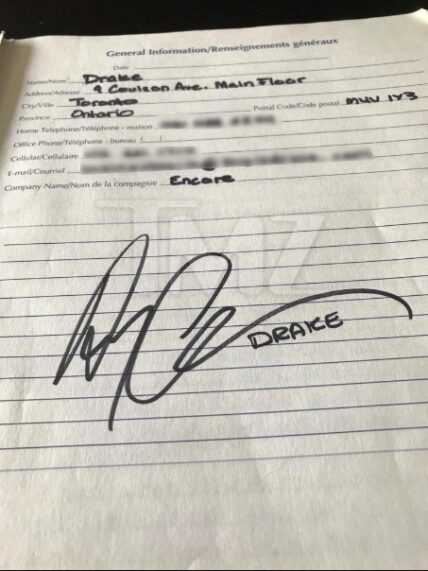 General Information/Renseignements généraux
Date
Name/Nom Drake
Address/Adresse 9 Coulson Ave. Main Floor
City/Ville Toronto
Province Ontario Postal Code/Code postal M4V 1Y3
Home Telephone/Téléphone - maison
Office Phone/Téléphone - bureau ( )
Cellular/Cellulaire
E-mail/Courriel
Company Name/Nom de la compagnie Encore
TMZ
DRAKE